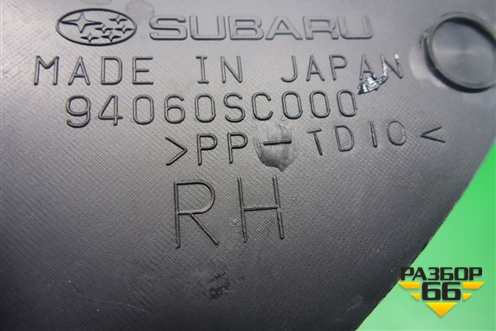 SUBARU
MADE IN JAPAN
94060SC000
>PP-TD10<
RH
РАЗБОР
66